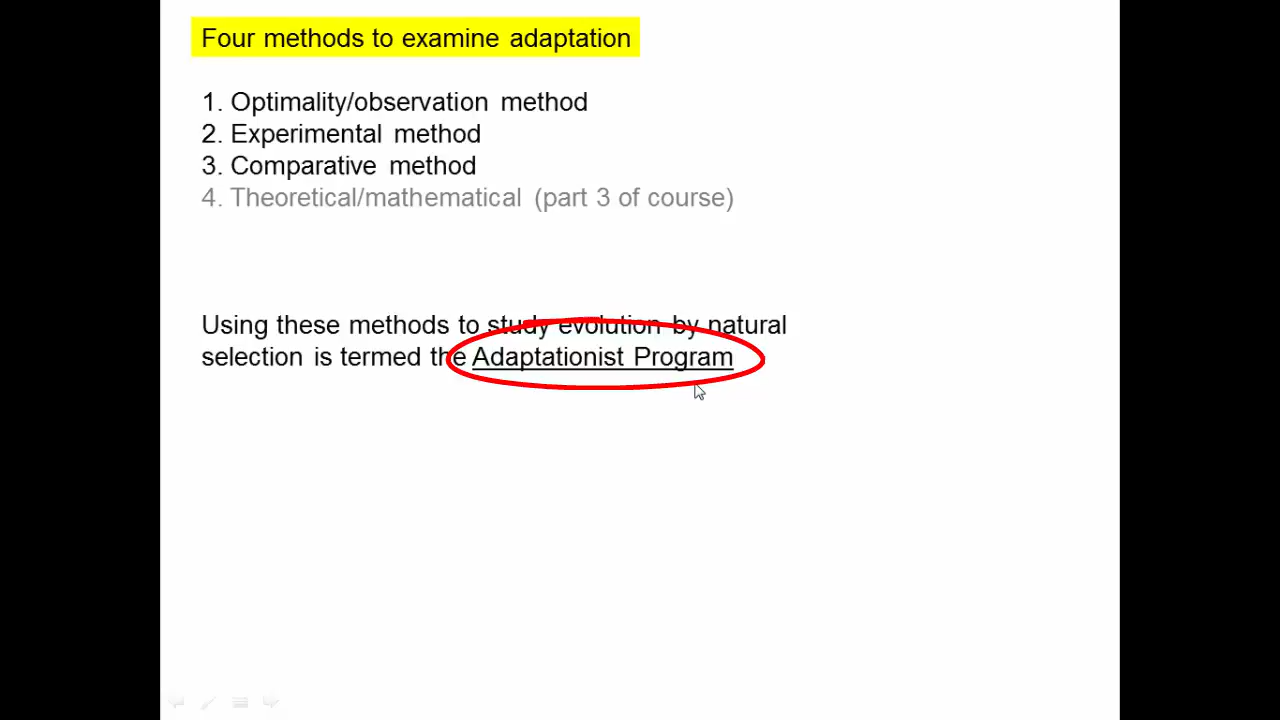 Four methods to examine adaptation
1. Optimality/observation method
2. Experimental method
3. Comparative method
4. Theoretical/mathematical (part 3 of course)
Using these methods to study evolution by natural
selection is termed the Adaptationist Program